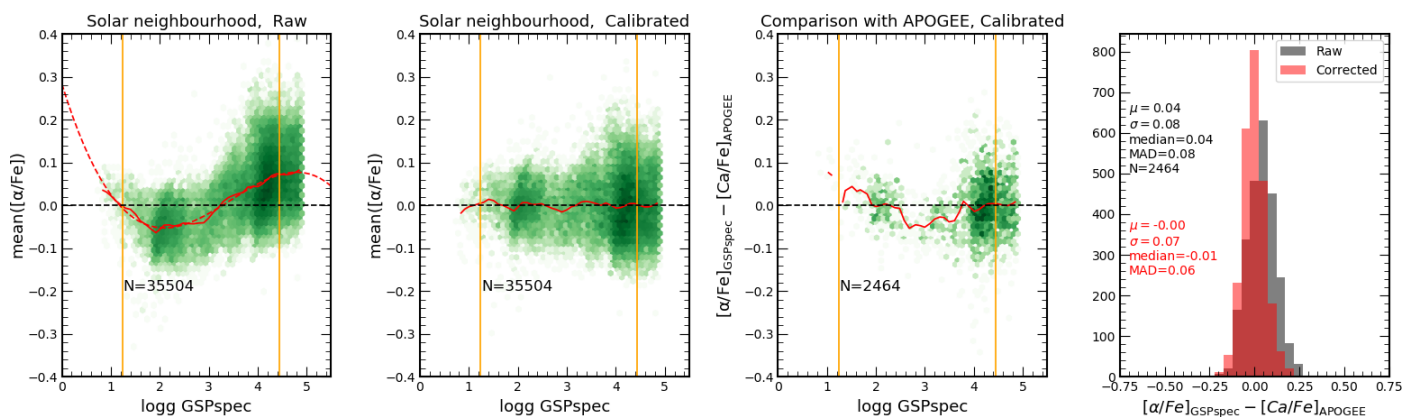 Solar neighbourhood, Raw
mean([α/Fe])
0.4
0.3
0.2
0.1
0.0
−0.1
−0.2
−0.3
−0.4
N=35504
0 1 2 3 4 5
logg GSPspec
Solar neighbourhood, Calibrated
mean([α/Fe])
0.4
0.3
0.2
0.1
0.0
−0.1
−0.2
−0.3
−0.4
N=35504
0 1 2 3 4 5
logg GSPspec
Comparison with APOGEE, Calibrated
[α/Fe]GSPspec − [Ca/Fe]APOGEE
0.4
0.3
0.2
0.1
0.0
−0.1
−0.2
−0.3
−0.4
N=2464
0 1 2 3 4 5
logg GSPspec
800
700
600
500
400
300
200
100
0
Raw
Corrected
μ = 0.04
σ = 0.08
median=0.04
MAD=0.08
N=2464
μ = -0.00
σ = 0.07
median=-0.01
MAD=0.06
−0.75 −0.50 −0.25 0.00 0.25 0.50 0.75
[α/Fe]GSPspec − [Ca/Fe]APOGEE